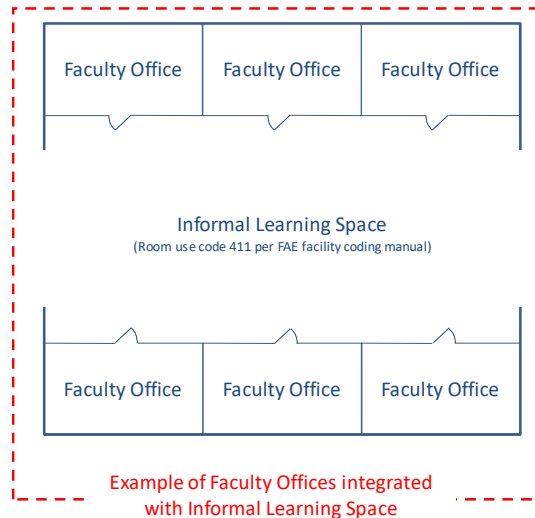 Faculty Office Faculty Office Faculty Office
Informal Learning Space
(Room use code 411 per FAE facility coding manual)
Faculty Office Faculty Office Faculty Office
Example of Faculty Offices integrated
with Informal Learning Space